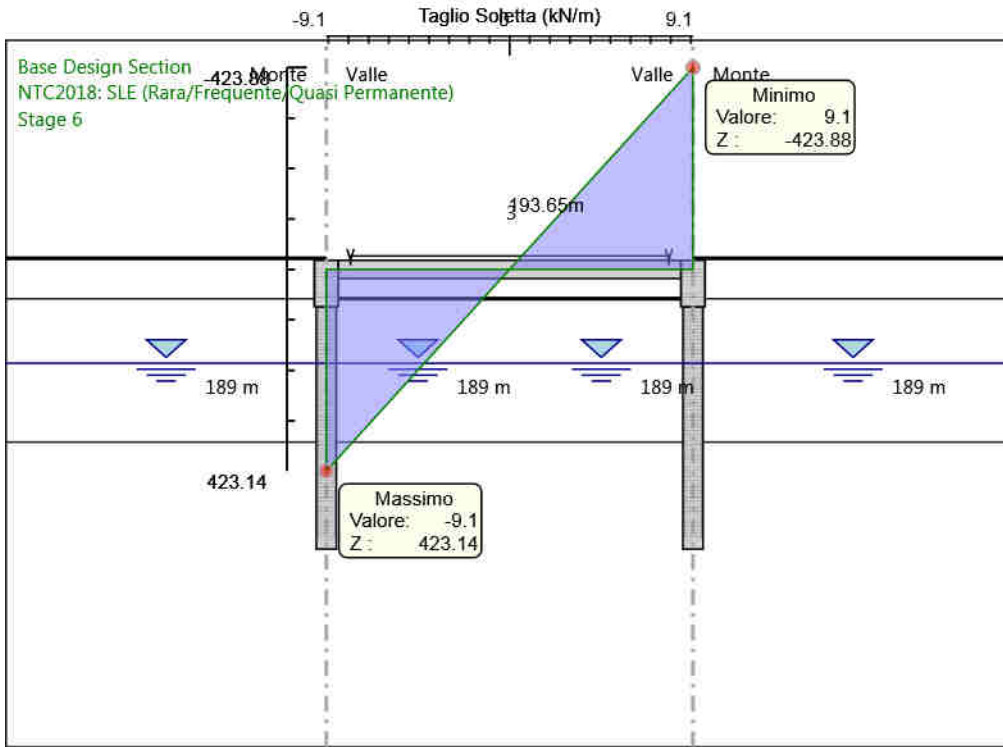 -9.1 Taglio Soletta (kN/m) 9.1
Base Design Section
-423.88 Monte Valle Valle Monte
NTC2018: SLE (Rara/Frequente/Quasi Permanente)
Stage 6
Minimo
Valore: 9.1
Z : -423.88
193.65m
3
189 m 189 m 189 m 189 m
423.14
Massimo
Valore: -9.1
Z : 423.14